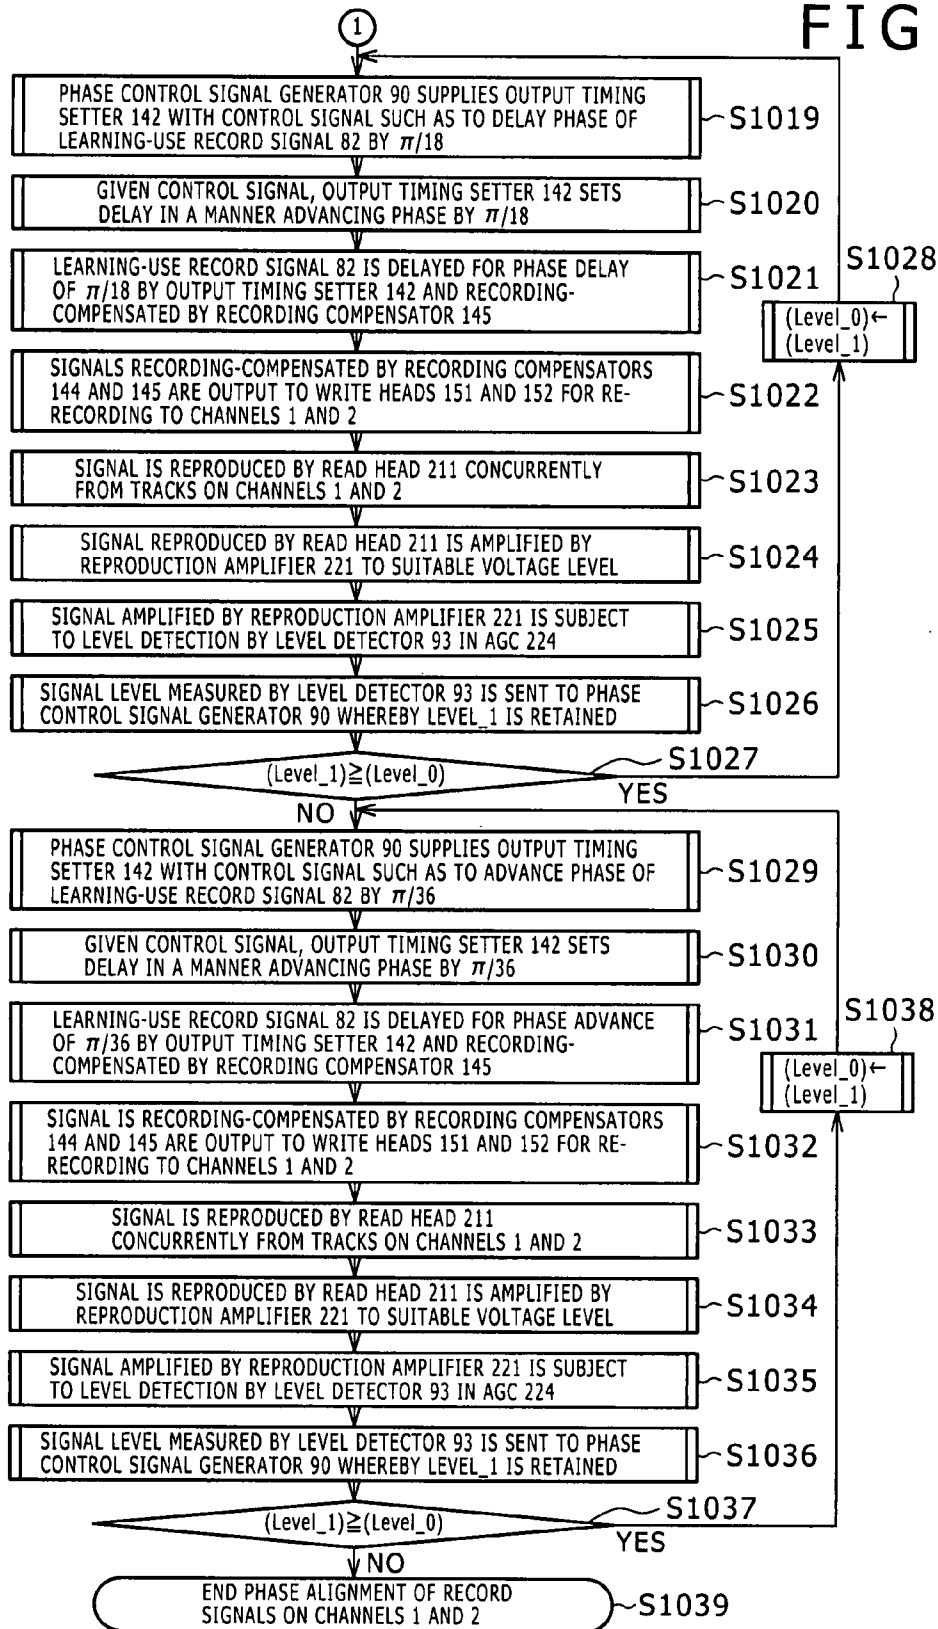 FIG
1
PHASE CONTROL SIGNAL GENERATOR 90 SUPPLIES OUTPUT TIMING
SETTER 142 WITH CONTROL SIGNAL SUCH AS TO DELAY PHASE OF
LEARNING-USE RECORD SIGNAL 82 BY π/18
S1019
GIVEN CONTROL SIGNAL, OUTPUT TIMING SETTER 142 SETS
DELAY IN A MANNER ADVANCING PHASE BY π/18
S1020
LEARNING-USE RECORD SIGNAL 82 IS DELAYED FOR PHASE DELAY
OF π/18 BY OUTPUT TIMING SETTER 142 AND RECORDING-
COMPENSATED BY RECORDING COMPENSATOR 145
S1021
S1028
(Level_0)←
(Level_1)
SIGNALS RECORDING-COMPENSATED BY RECORDING COMPENSATORS
144 AND 145 ARE OUTPUT TO WRITE HEADS 151 AND 152 FOR RE-
RECORDING TO CHANNELS 1 AND 2
S1022
SIGNAL IS REPRODUCED BY READ HEAD 211 CONCURRENTLY
FROM TRACKS ON CHANNELS 1 AND 2
S1023
SIGNAL REPRODUCED BY READ HEAD 211 IS AMPLIFIED BY
REPRODUCTION AMPLIFIER 221 TO SUITABLE VOLTAGE LEVEL
S1024
SIGNAL AMPLIFIED BY REPRODUCTION AMPLIFIER 221 IS SUBJECT
TO LEVEL DETECTION BY LEVEL DETECTOR 93 IN AGC 224
S1025
SIGNAL LEVEL MEASURED BY LEVEL DETECTOR 93 IS SENT TO PHASE
CONTROL SIGNAL GENERATOR 90 WHEREBY LEVEL_1 IS RETAINED
S1026
(Level_1)≧(Level_0)
S1027
YES
NO
PHASE CONTROL SIGNAL GENERATOR 90 SUPPLIES OUTPUT TIMING
SETTER 142 WITH CONTROL SIGNAL SUCH AS TO ADVANCE PHASE OF
LEARNING-USE RECORD SIGNAL 82 BY π/36
S1029
GIVEN CONTROL SIGNAL, OUTPUT TIMING SETTER 142 SETS
DELAY IN A MANNER ADVANCING PHASE BY π/36
S1030
LEARNING-USE RECORD SIGNAL 82 IS DELAYED FOR PHASE ADVANCE
OF π/36 BY OUTPUT TIMING SETTER 142 AND RECORDING-
COMPENSATED BY RECORDING COMPENSATOR 145
S1031
S1038
(Level_0)←
(Level_1)
SIGNAL IS RECORDING-COMPENSATED BY RECORDING COMPENSATORS
144 AND 145 ARE OUTPUT TO WRITE HEADS 151 AND 152 FOR RE-
RECORDING TO CHANNELS 1 AND 2
S1032
SIGNAL IS REPRODUCED BY READ HEAD 211
CONCURRENTLY FROM TRACKS ON CHANNELS 1 AND 2
S1033
SIGNAL IS REPRODUCED BY READ HEAD 211 IS AMPLIFIED BY
REPRODUCTION AMPLIFIER 221 TO SUITABLE VOLTAGE LEVEL
S1034
SIGNAL AMPLIFIED BY REPRODUCTION AMPLIFIER 221 IS SUBJECT
TO LEVEL DETECTION BY LEVEL DETECTOR 93 IN AGC 224
S1035
SIGNAL LEVEL MEASURED BY LEVEL DETECTOR 93 IS SENT TO PHASE
CONTROL SIGNAL GENERATOR 90 WHEREBY LEVEL_1 IS RETAINED
S1036
(Level_1)≧(Level_0)
S1037
YES
NO
END PHASE ALIGNMENT OF RECORD
SIGNALS ON CHANNELS 1 AND 2
S1039